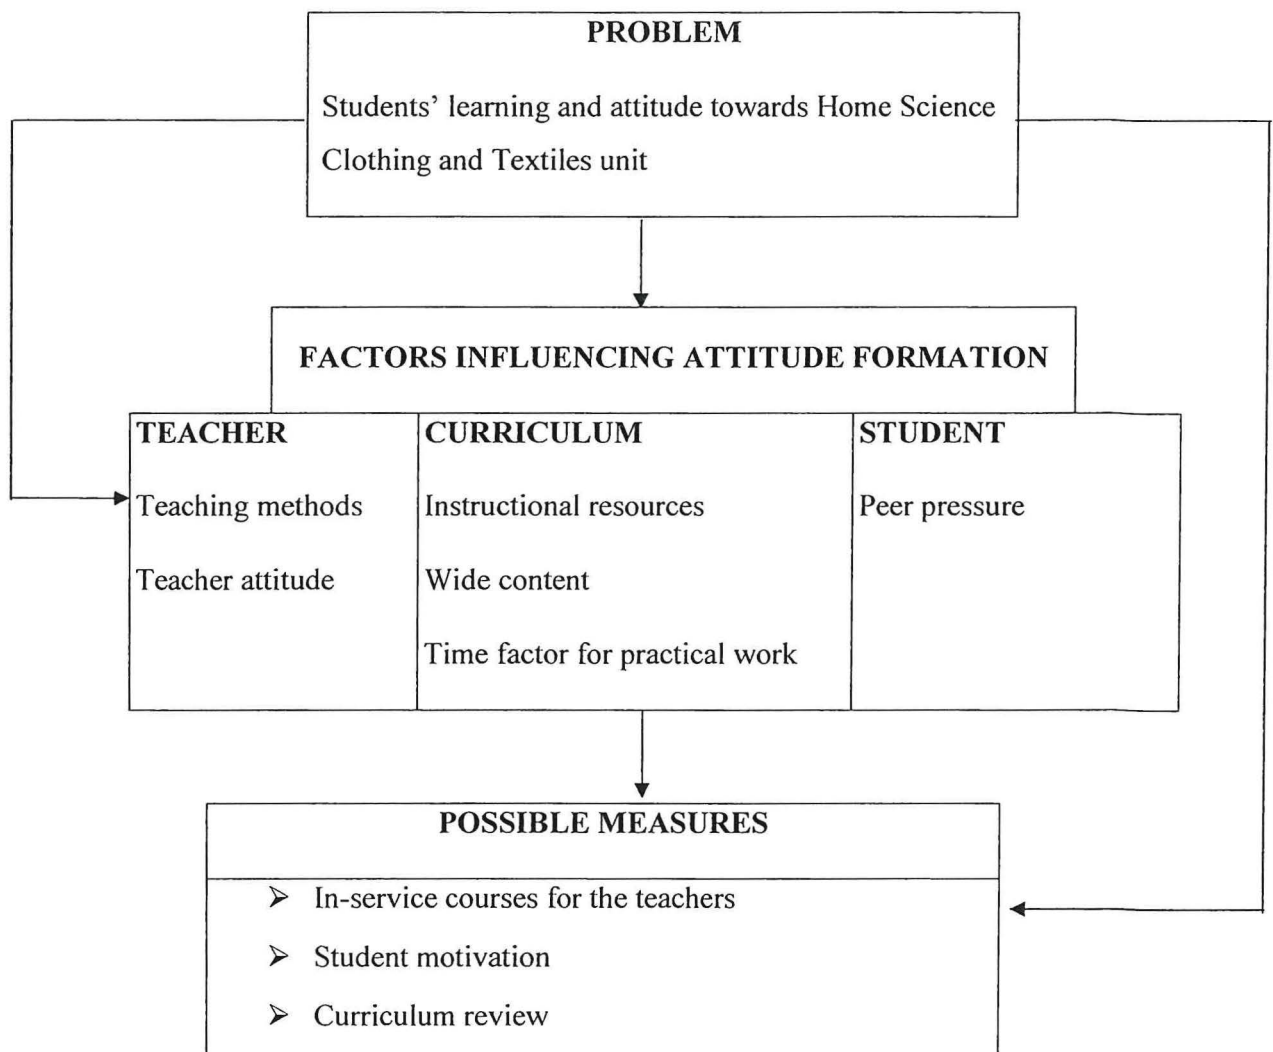 PROBLEM
Students’ learning and attitude towards Home Science
Clothing and Textiles unit
FACTORS INFLUENCING ATTITUDE FORMATION
TEACHER
Teaching methods
Teacher attitude
CURRICULUM
Instructional resources
Wide content
Time factor for practical work
STUDENT
Peer pressure
POSSIBLE MEASURES
➢ In-service courses for the teachers
➢ Student motivation
➢ Curriculum review